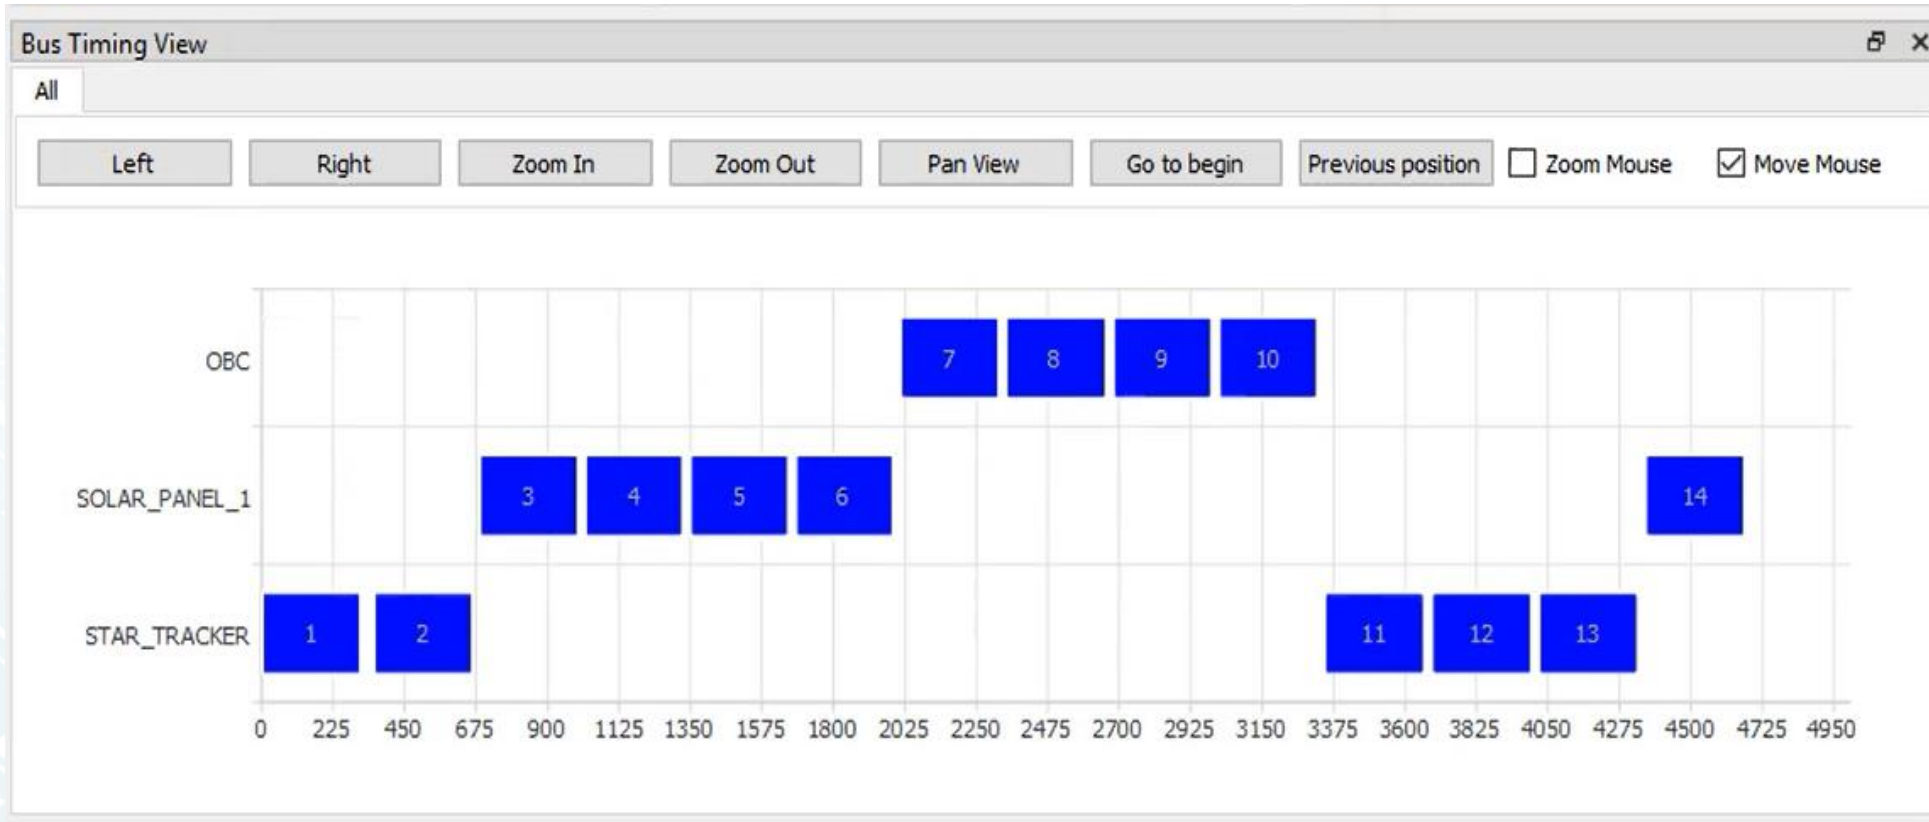 Bus Timing View
All
Left Right Zoom In Zoom Out Pan View Go to begin Previous position Zoom Mouse Move Mouse
OBC 7 8 9 10
SOLAR_PANEL_1 3 4 5 6 14
STAR_TRACKER 1 2 11 12 13
0 225 450 675 900 1125 1350 1575 1800 2025 2250 2475 2700 2925 3150 3375 3600 3825 4050 4275 4500 4725 4950